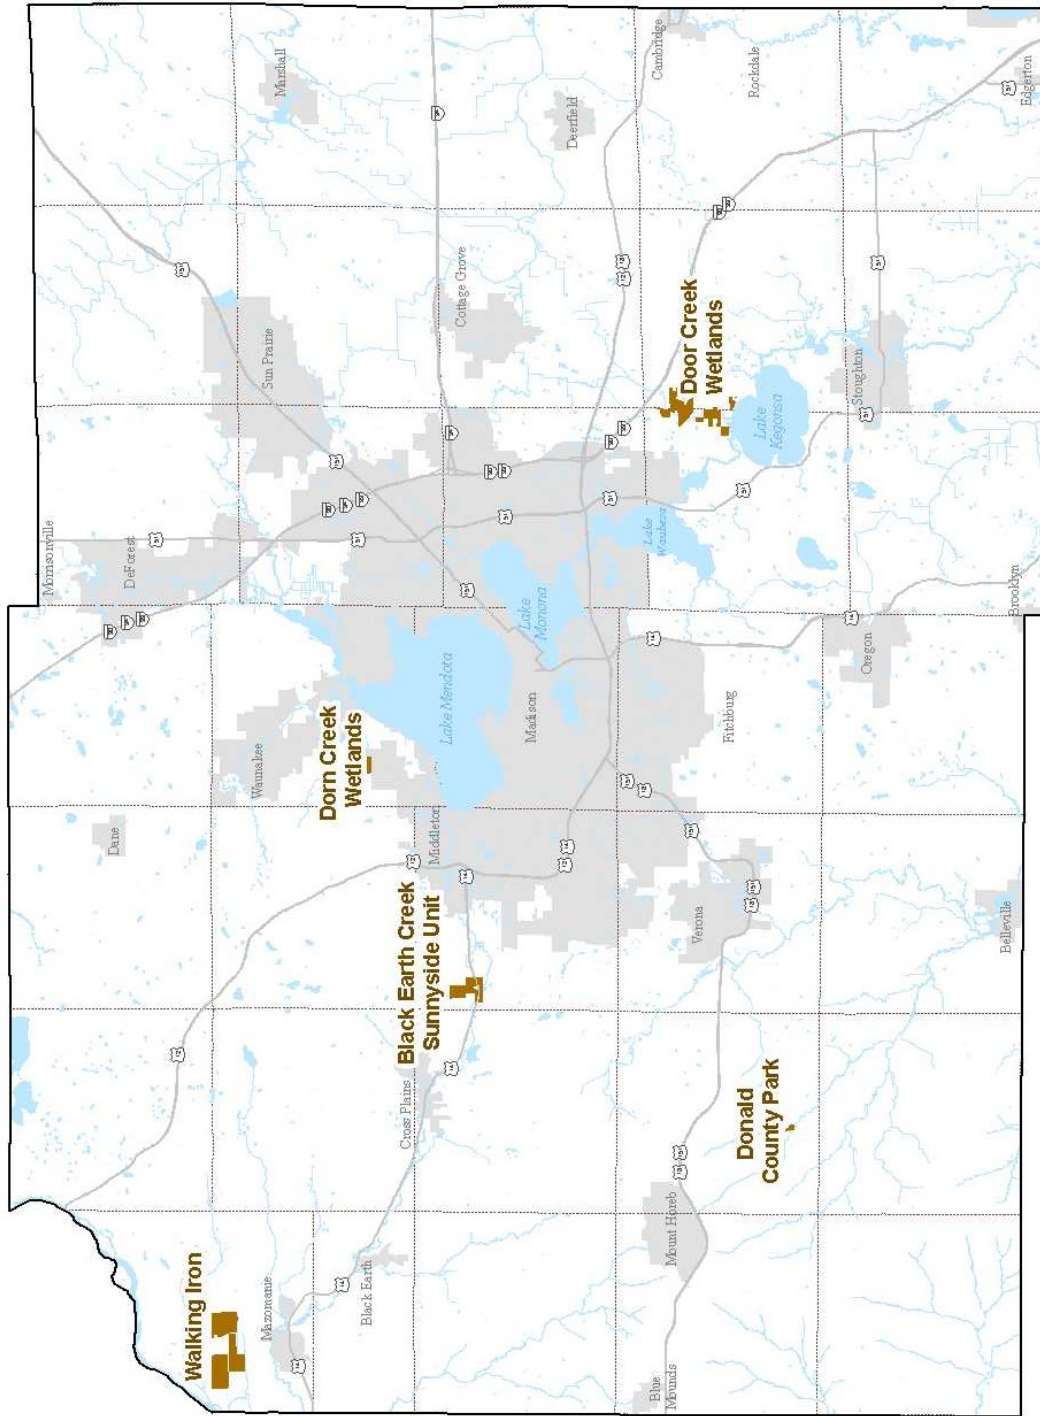 Morrisonville
Dane
DeForest
Walking Iron
Mazomanie
Waunakee
Sun Prairie
Marshall
Dorn Creek
Wetlands
Black Earth
Cross Plains
Black Earth Creek
Sunnyside Unit
Middleton
Lake Mendota
Cottage Grove
Madison
Lake
Monona
Deerfield
Blue
Mounds
Mount Horeb
Lake
Waubesa
Cambridge
Verona
Fitchburg
Door Creek
Wetlands
Donald
County Park
Lake
Kegonsa
Rockdale
Oregon
Stoughton
Belleville
Brooklyn
Edgerton